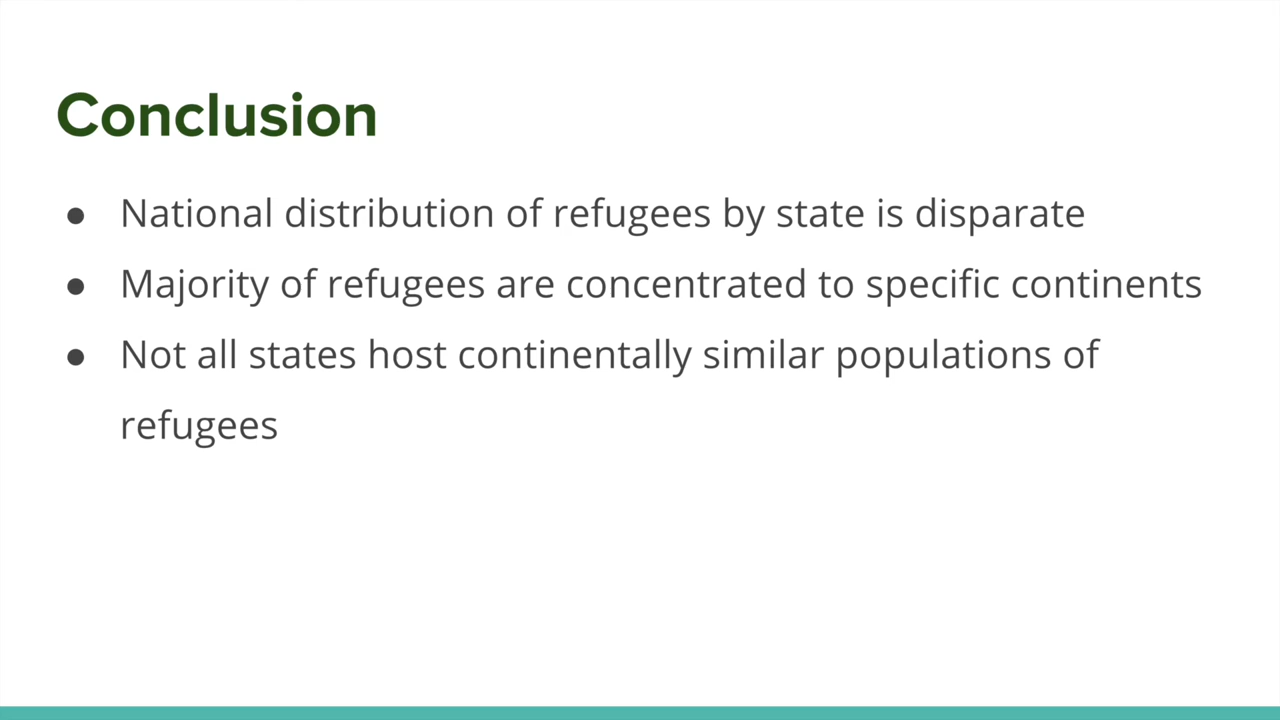 Conclusion
● National distribution of refugees by state is disparate
● Majority of refugees are concentrated to specific continents
● Not all states host continentally similar populations of
refugees